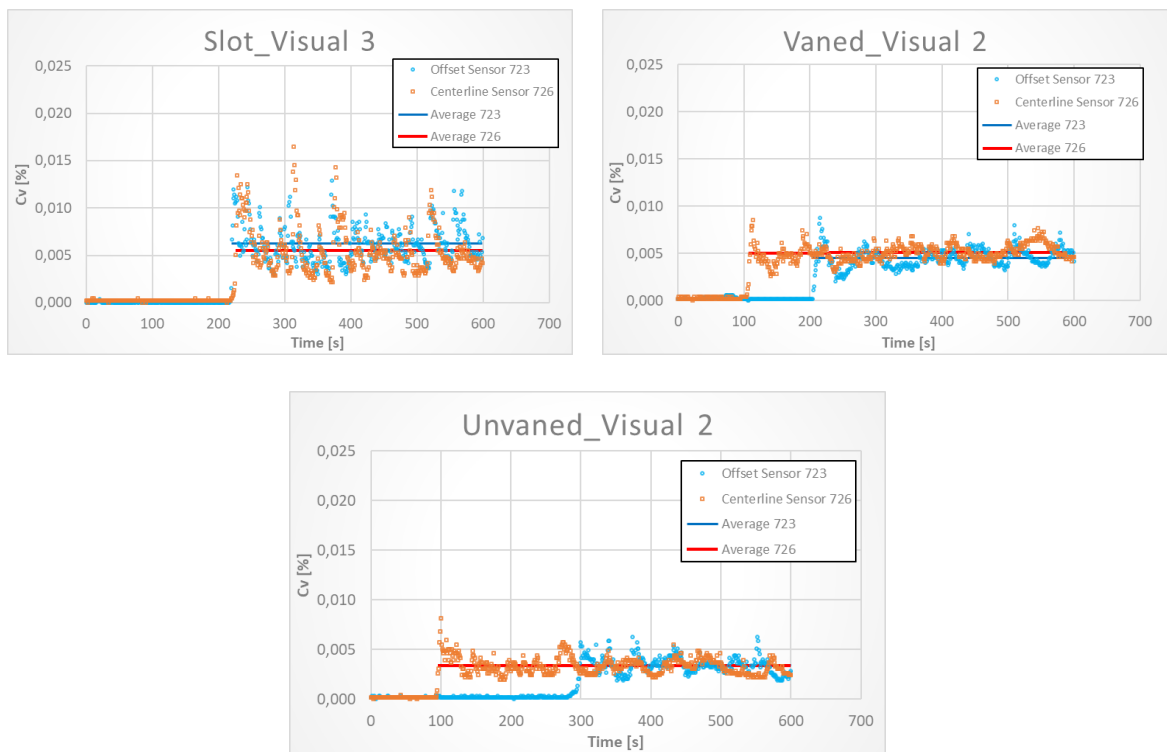 Slot_Visual 3
0,025
0,020
0,015
0,010
0,005
0,000
Cv [%]
0 100 200 300 400 500 600 700
Time [s]
Offset Sensor 723
Centerline Sensor 726
Average 723
Average 726
Vaned_Visual 2
0,025
0,020
0,015
0,010
0,005
0,000
Cv [%]
0 100 200 300 400 500 600 700
Time [s]
Offset Sensor 723
Centerline Sensor 726
Average 723
Average 726
Unvaned_Visual 2
0,025
0,020
0,015
0,010
0,005
0,000
Cv [%]
0 100 200 300 400 500 600 700
Time [s]
Offset Sensor 723
Centerline Sensor 726
Average 723
Average 726